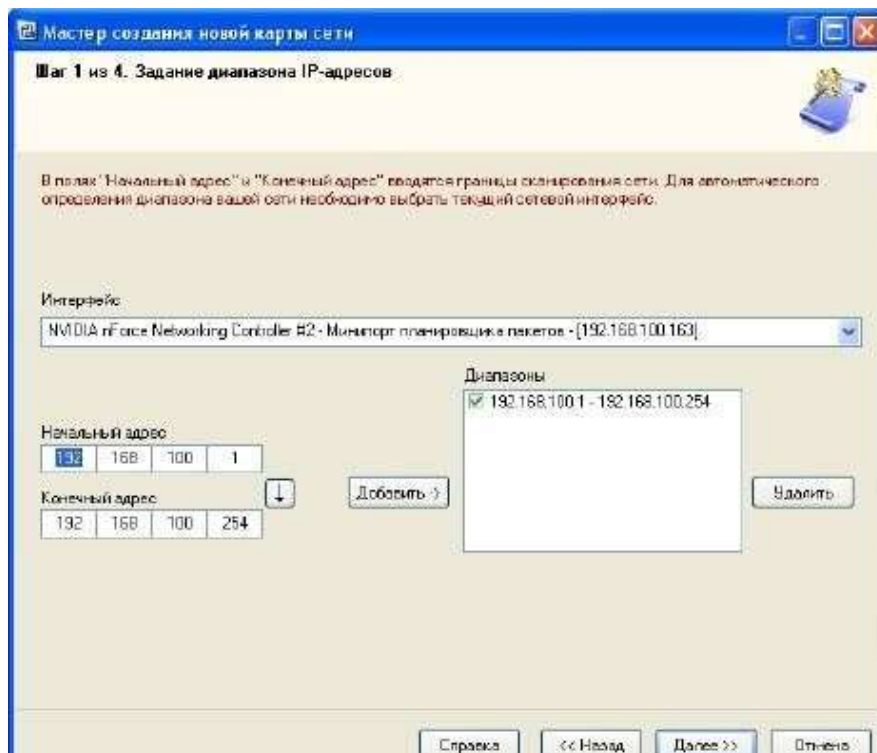 Мастер создания новой карты сети
Шаг 1 из 4. Задание диапазона IP-адресов
В полях "Начальный адрес" и "Конечный адрес" вводятся границы сканирования сети. Для автоматического
определения диапазона вашей сети необходимо выбрать текущий сетевой интерфейс.
Интерфейс
NVIDIA nForce Networking Controller #2 - Минипорт планировщика пакетов - [192.168.100.163]
Диапазоны
192.168.100.1 - 192.168.100.254
Начальный адрес
192 168 100 1
Конечный адрес
192 168 100 254
Добавить ->
Удалить
Справка
<< Назад
Далее >>
Отмена